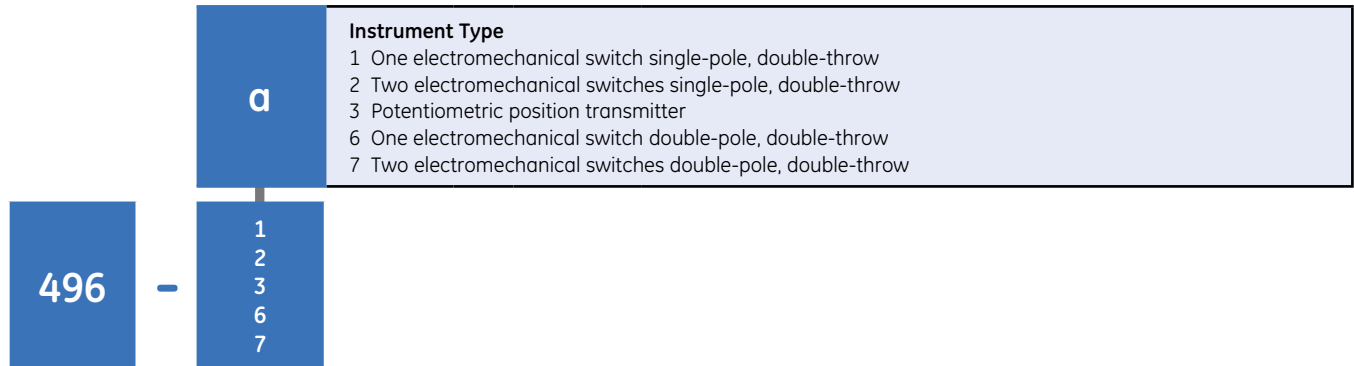 a
Instrument Type
1 One electromechanical switch single-pole, double-throw
2 Two electromechanical switches single-pole, double-throw
3 Potentiometric position transmitter
6 One electromechanical switch double-pole, double-throw
7 Two electromechanical switches double-pole, double-throw
496 -
1
2
3
6
7